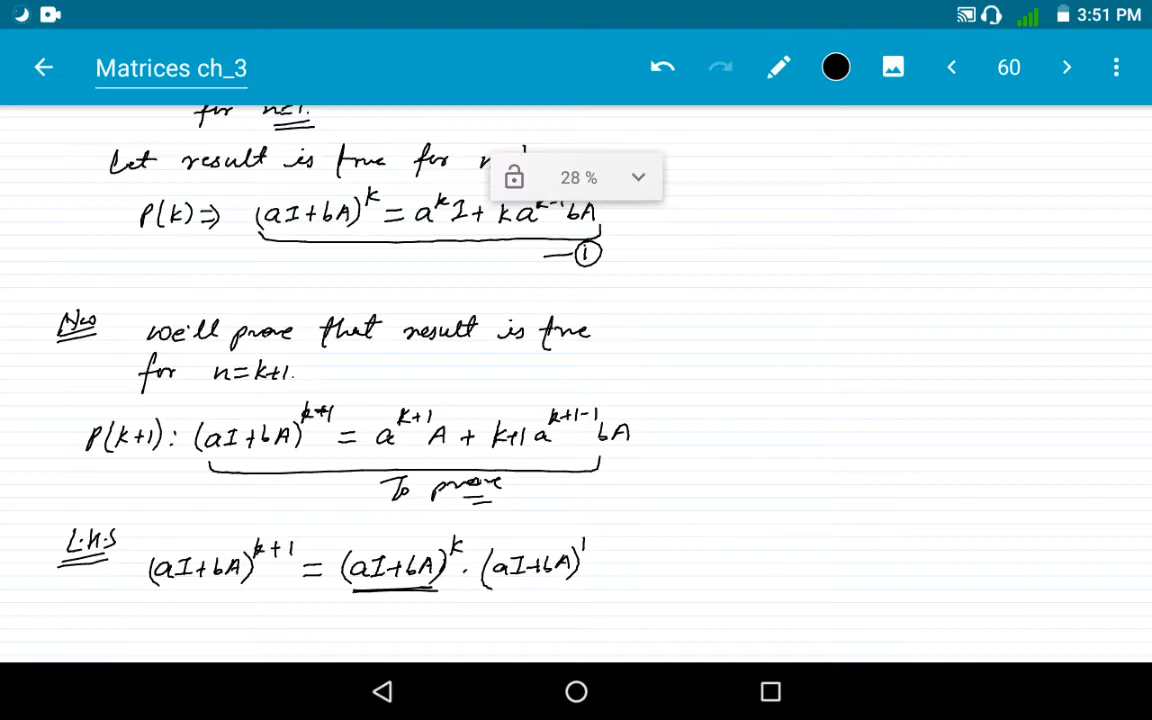 3:51 PM
Matrices ch_3
60
for n=1.
Let result is true for
28 %
P(k)⇒ (aI+bA)^k = a^k I + k a^(k-1) bA
—①
Now we'll prove that result is true
for n=k+1.
P(k+1): (aI+bA)^(k+1) = a^(k+1) A + k+1 a^(k+1-1) bA
To prove
L.H.S
(aI+bA)^(k+1) = (aI+bA)^k . (aI+bA)^1